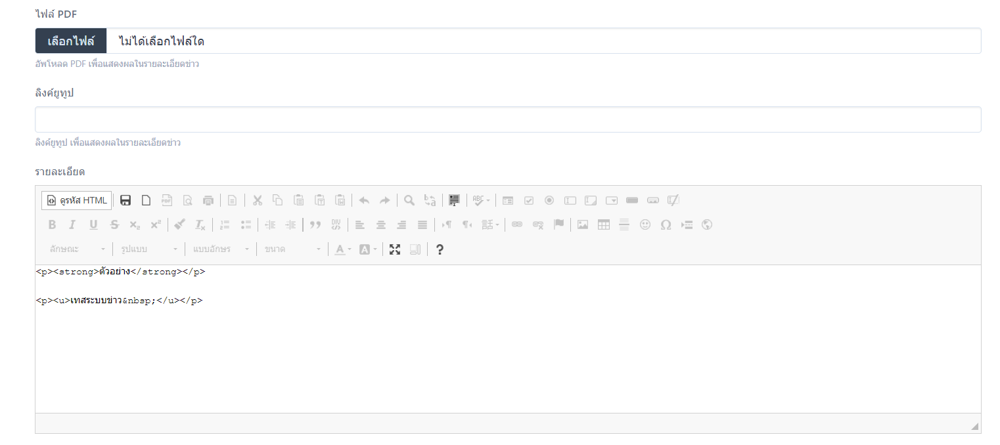 ไฟล์ PDF
เลือกไฟล์ ไม่ได้เลือกไฟล์ใด
อัพโหลด PDF เพื่อแสดงผลในรายละเอียดข่าว
ลิงค์ยูทูป
ลิงค์ยูทูป เพื่อแสดงผลในรายละเอียดข่าว
รายละเอียด
ดูรหัส HTML
ลักษณะ รูปแบบ แบบอักษร ขนาด
<p><strong>ตัวอย่าง</strong></p>
<p><u>เทสระบบข่าว&nbsp;</u></p>